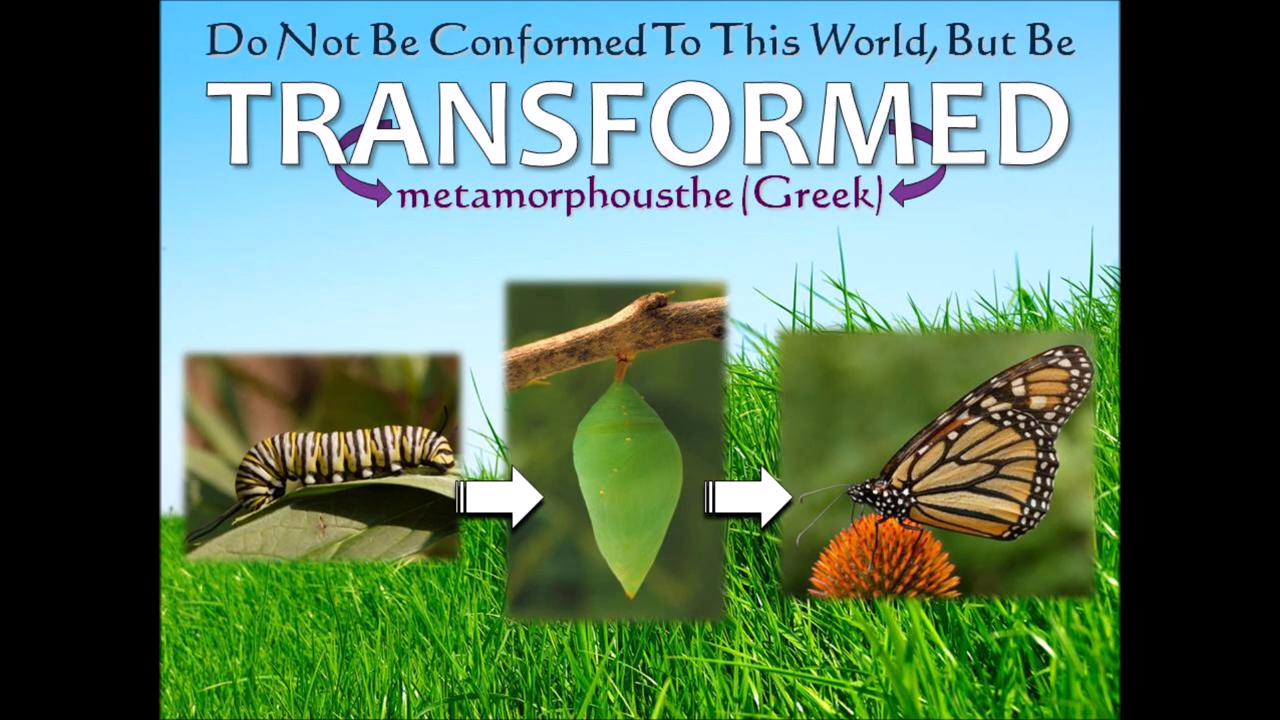 Do Not Be Conformed To This World, But Be
TRANSFORMED
metamorphousthe (Greek)